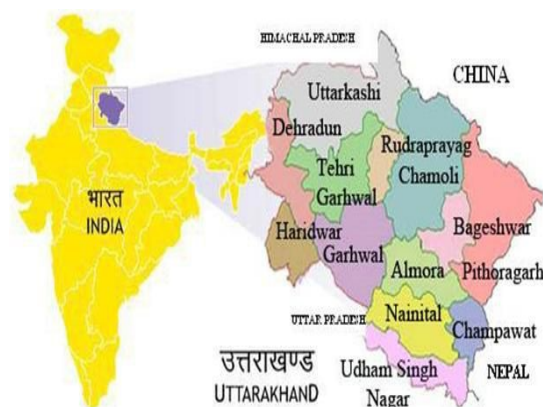 HIMACHAL PRADESH
CHINA
Uttarkashi
Dehradun
Rudraprayag
Tehri
Garhwal
Chamoli
भारत
INDIA
Haridwar
Garhwal
Bageshwar
Almora
Pithoragarh
UTTAR PRADESH
Nainital
Champawat
उत्तराखण्ड
UTTARAKHAND
Udham Singh
Nagar
NEPAL